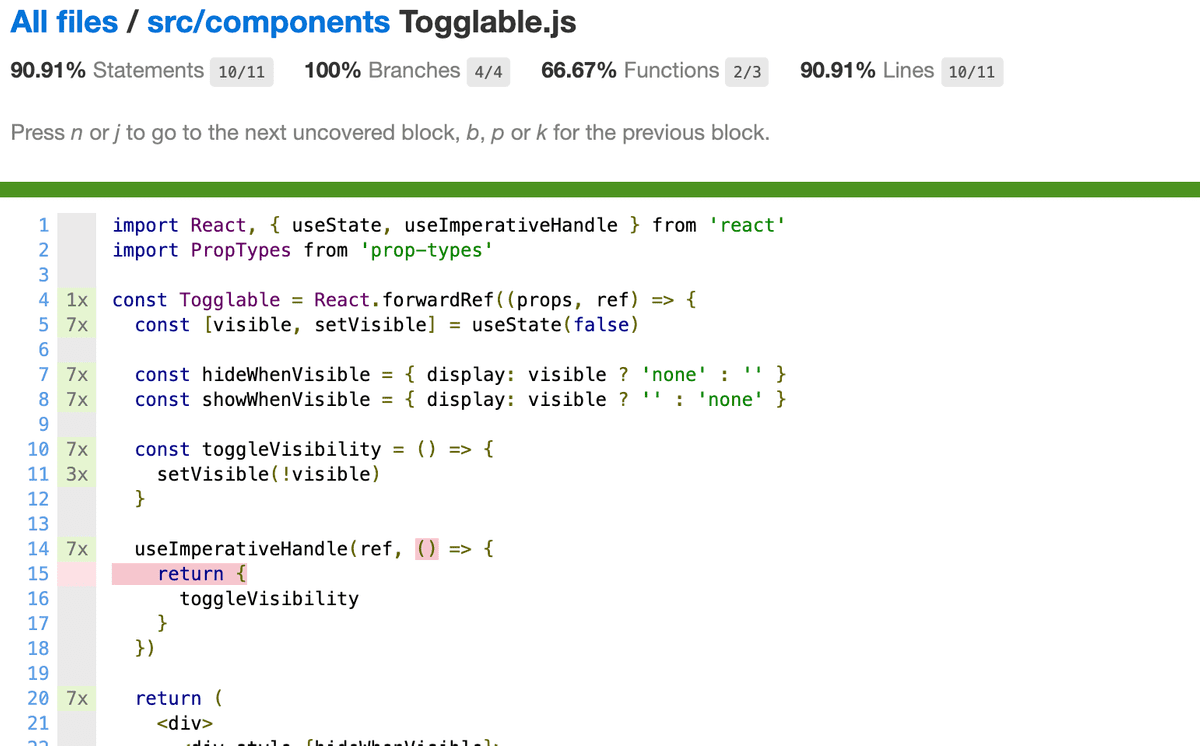 All files / src/components Togglable.js
90.91% Statements 10/11 100% Branches 4/4 66.67% Functions 2/3 90.91% Lines 10/11
Press n or j to go to the next uncovered block, b, p or k for the previous block.
1 import React, { useState, useImperativeHandle } from 'react'
2 import PropTypes from 'prop-types'
3
4 1x const Togglable = React.forwardRef((props, ref) => {
5 7x const [visible, setVisible] = useState(false)
6
7 7x const hideWhenVisible = { display: visible ? 'none' : '' }
8 7x const showWhenVisible = { display: visible ? '' : 'none' }
9
10 7x const toggleVisibility = () => {
11 3x setVisible(!visible)
12 }
13
14 7x useImperativeHandle(ref, () => {
15 return {
16 toggleVisibility
17 }
18 })
19
20 7x return (
21 <div>